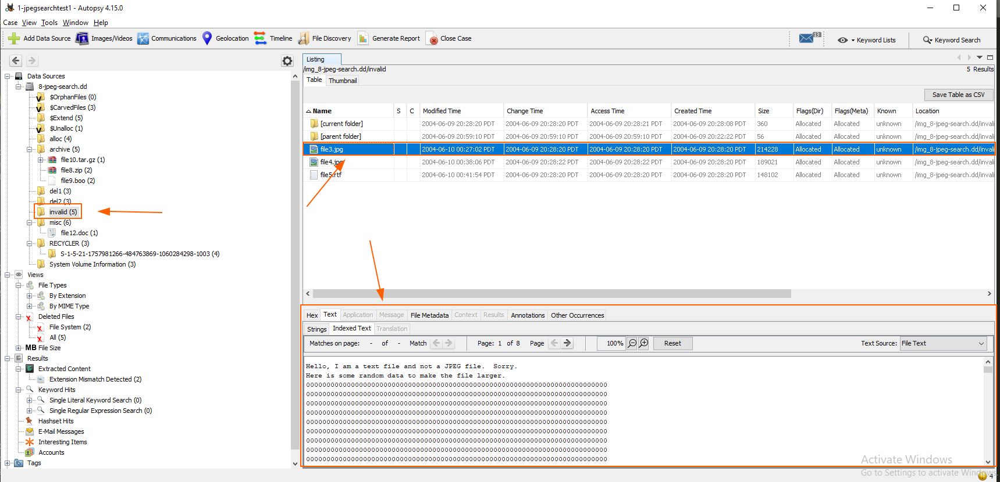 1-jpegsearchtest1 - Autopsy 4.15.0
Case View Tools Window Help
Add Data Source Images/Videos Communications Geolocation Timeline File Discovery Generate Report Close Case 13 Keyword Lists Keyword Search
Data Sources
8-jpeg-search.dd
$OrphanFiles (0)
$CarvedFiles (3)
$Extend (5)
$Unalloc (1)
alloc (4)
archive (5)
file10.tar.gz (1)
file8.zip (2)
file9.boo (2)
del1 (3)
del2 (3)
invalid (5)
misc (6)
file12.doc (1)
RECYCLER (3)
S-1-5-21-1757981266-484763869-1060284298-1003 (4)
System Volume Information (3)
Views
File Types
By Extension
By MIME Type
Deleted Files
File System (2)
All (5)
MB File Size
Results
Extracted Content
Extension Mismatch Detected (2)
Keyword Hits
Single Literal Keyword Search (0)
Single Regular Expression Search (0)
Hashset Hits
E-Mail Messages
Interesting Items
Accounts
Tags
Listing
/img_8-jpeg-search.dd/invalid
5 Results
Table Thumbnail
Save Table as CSV
Name S C Modified Time Change Time Access Time Created Time Size Flags(Dir) Flags(Meta) Known Location
[current folder] 2004-06-09 20:28:20 PDT 2004-06-09 20:28:20 PDT 2004-06-09 20:28:21 PDT 2004-06-09 20:28:08 PDT 360 Allocated Allocated unknown /img_8-jpeg-search.dd/invali
[parent folder] 2004-06-09 20:59:10 PDT 2004-06-09 20:59:10 PDT 2004-06-09 20:59:10 PDT 2004-06-09 20:22:22 PDT 56 Allocated Allocated unknown /img_8-jpeg-search.dd/invali
file3.jpg 2004-06-10 00:27:02 PDT 2004-06-09 20:28:20 PDT 2004-06-09 20:28:20 PDT 2004-06-09 20:28:20 PDT 214228 Allocated Allocated unknown /img_8-jpeg-search.dd/invali
file4.jpg 2004-06-10 00:38:06 PDT 2004-06-09 20:28:22 PDT 2004-06-09 20:28:22 PDT 2004-06-09 20:28:20 PDT 189021 Allocated Allocated unknown /img_8-jpeg-search.dd/invali
file5.rtf 2004-06-10 00:41:54 PDT 2004-06-09 20:28:20 PDT 2004-06-09 20:28:20 PDT 2004-06-09 20:28:20 PDT 148102 Allocated Allocated unknown /img_8-jpeg-search.dd/invali
Hex Text Application Message File Metadata Context Results Annotations Other Occurrences
Strings Indexed Text Translation
Matches on page: - of - Match Page: 1 of 8 Page 100% Reset Text Source: File Text
Hello, I am a text file and not a JPEG file.  Sorry.
Here is some random data to make the file larger.
00000000000000000000000000000000000000000000000000000000000000000000000000
00000000000000000000000000000000000000000000000000000000000000000000000000
00000000000000000000000000000000000000000000000000000000000000000000000000
00000000000000000000000000000000000000000000000000000000000000000000000000
00000000000000000000000000000000000000000000000000000000000000000000000000
00000000000000000000000000000000000000000000000000000000000000000000000000
00000000000000000000000000000000000000000000000000000000000000000000000000
00000000000000000000000000000000000000000000000000000000000000000000000000
00000000000000000000000000000000000000000000000000000000000000000000000000
Activate Windows
Go to Settings to activate Windows.
4